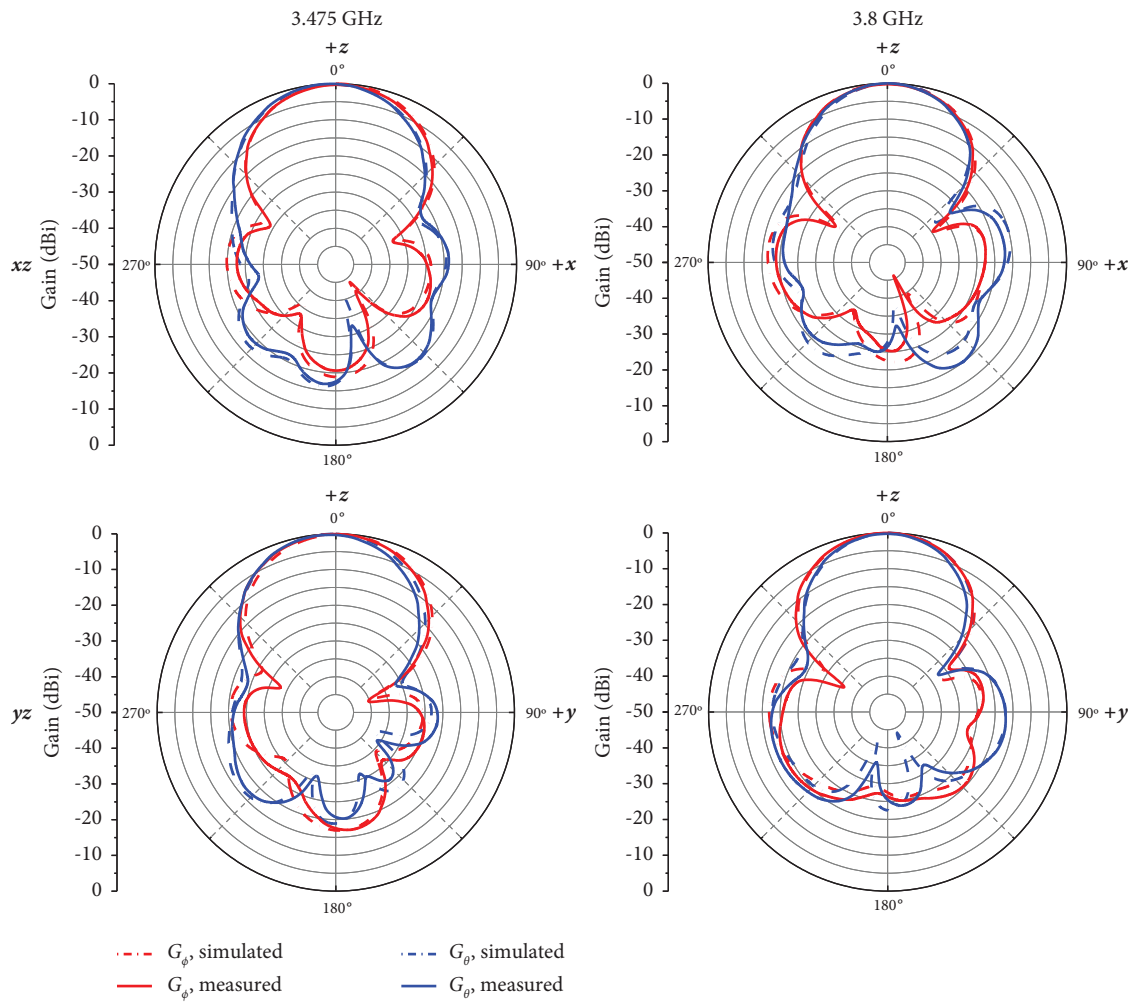 3.475 GHz
3.8 GHz
+z
+z
0°
0°
0
-10
-20
-30
-40
-50
-40
-30
-20
-10
0
Gain (dBi)
xz
270°
90° +x
180°
0
-10
-20
-30
-40
-50
-40
-30
-20
-10
0
Gain (dBi)
270°
90° +x
180°
+z
+z
0°
0°
0
-10
-20
-30
-40
-50
-40
-30
-20
-10
0
Gain (dBi)
yz
270°
90° +y
180°
0
-10
-20
-30
-40
-50
-40
-30
-20
-10
0
Gain (dBi)
270°
90° +y
180°
Gϕ, simulated
Gθ, simulated
Gϕ, measured
Gθ, measured